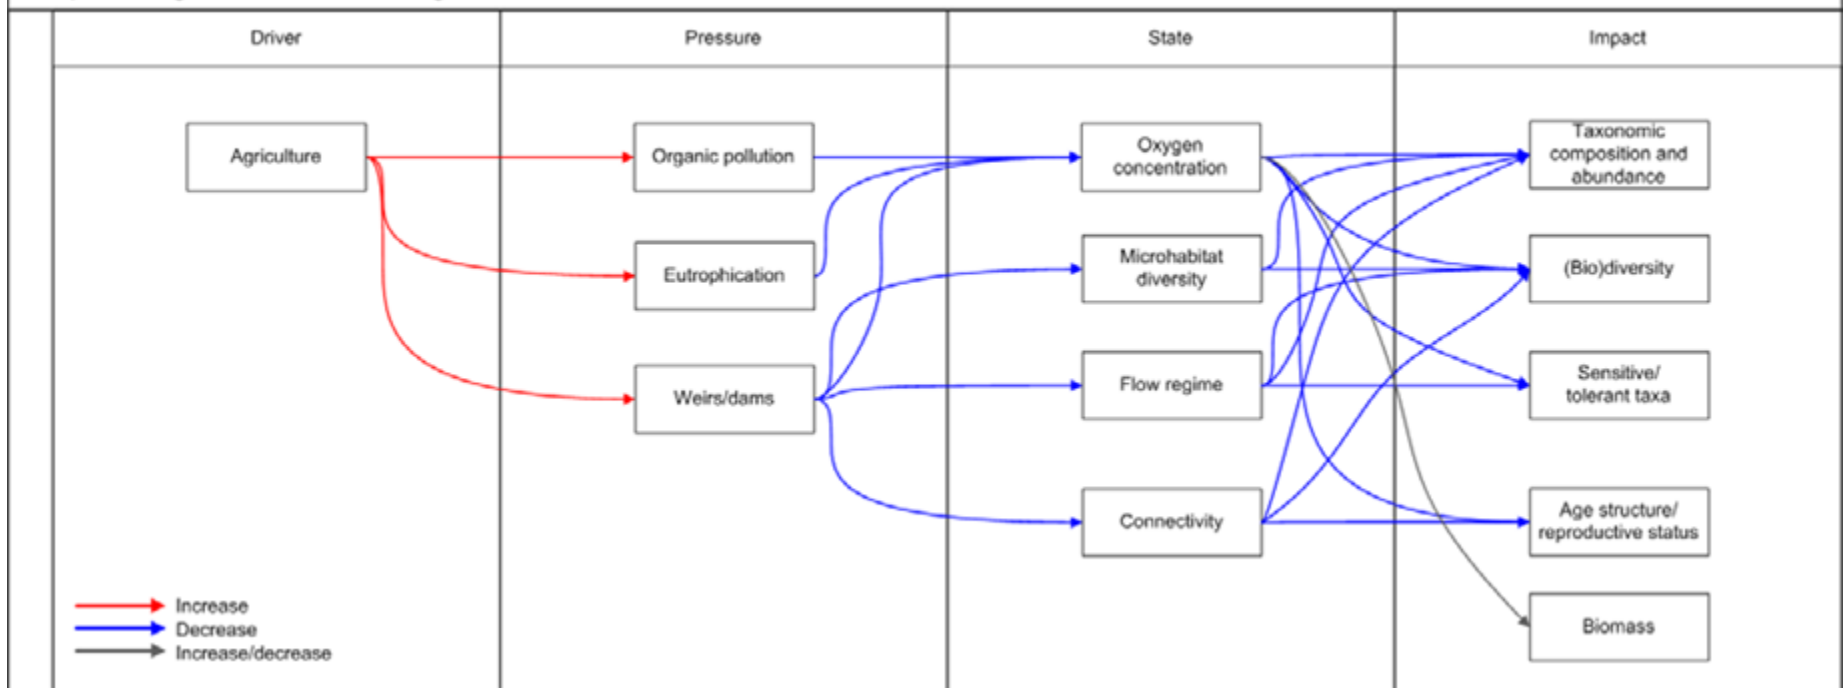 Driver
Pressure
State
Impact
Agriculture
Organic pollution
Eutrophication
Weirs/dams
Oxygen
concentration
Microhabitat
diversity
Flow regime
Connectivity
Taxonomic
composition and
abundance
(Bio)diversity
Sensitive/
tolerant taxa
Age structure/
reproductive status
Biomass
Increase
Decrease
Increase/decrease